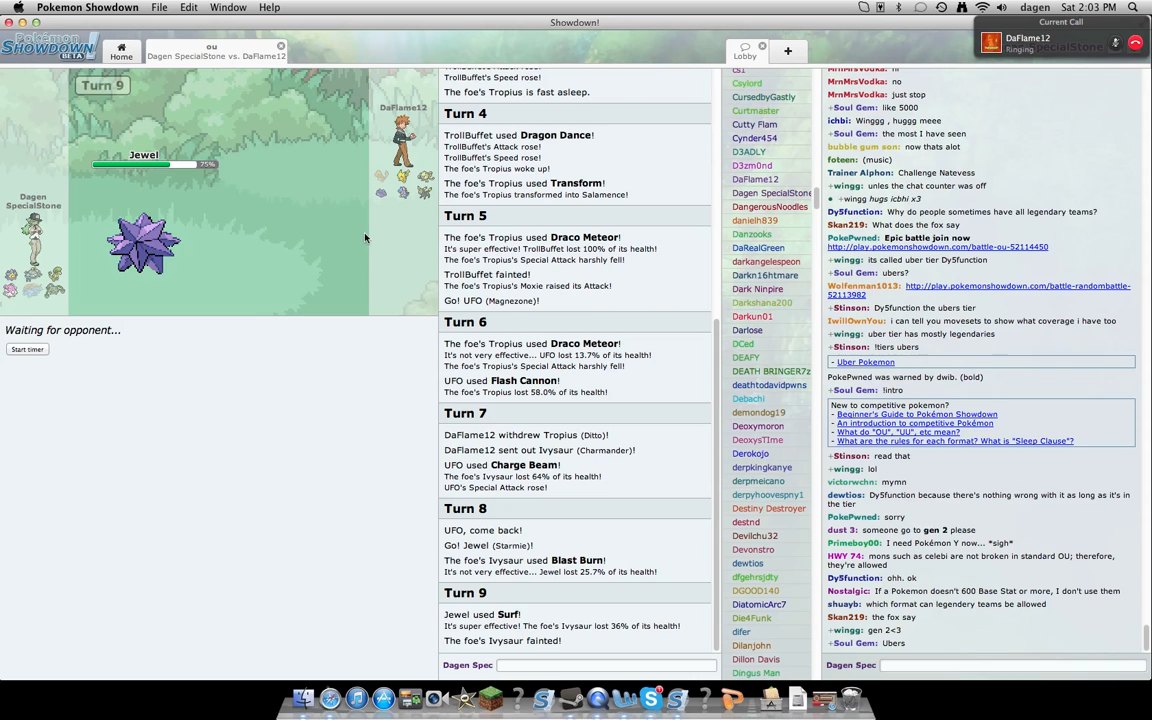 Pokemon Showdown File Edit Window Help
dagen Sat 2:03 PM
Showdown!
Current Call
DaFlame12
Ringing
Pokémon
SHOWDOWN
BETA!
Home
ou
Dagen SpecialStone vs. DaFlame12
Lobby
+
Turn 9
DaFlame12
Jewel
75%
Dagen
SpecialStone
Waiting for opponent...
Start timer
TrollBuffet's Speed rose!
The foe's Tropius is fast asleep.
Turn 4
TrollBuffet used Dragon Dance!
TrollBuffet's Attack rose!
TrollBuffet's Speed rose!
The foe's Tropius woke up!
The foe's Tropius used Transform!
The foe's Tropius transformed into Salamence!
Turn 5
The foe's Tropius used Draco Meteor!
It's super effective! TrollBuffet lost 100% of its health!
The foe's Tropius's Special Attack harshly fell!
TrollBuffet fainted!
The foe's Tropius's Moxie raised its Attack!
Go! UFO (Magnezone)!
Turn 6
The foe's Tropius used Draco Meteor!
It's not very effective... UFO lost 13.7% of its health!
The foe's Tropius's Special Attack harshly fell!
UFO used Flash Cannon!
The foe's Tropius lost 58.0% of its health!
Turn 7
DaFlame12 withdrew Tropius (Ditto)!
DaFlame12 sent out Ivysaur (Charmander)!
UFO used Charge Beam!
The foe's Ivysaur lost 64% of its health!
UFO's Special Attack rose!
Turn 8
UFO, come back!
Go! Jewel (Starmie)!
The foe's Ivysaur used Blast Burn!
It's not very effective... Jewel lost 25.7% of its health!
Turn 9
Jewel used Surf!
It's super effective! The foe's Ivysaur lost 36% of its health!
The foe's Ivysaur fainted!
Dagen Spec
csi
Csylord
CursedbyGastly
Curtmaster
Cutty Flam
Cynder454
D3ADLY
D3zm0nd
DaFlame12
Dagen SpecialStone
DangerousNoodles
danielh839
Danzooks
DaRealGreen
darkangelespeon
Darkn16htmare
Dark Ninpire
Darkshana200
Darkun01
Darlose
DCed
DEAFY
DEATH BRINGER7z
deathtodavidpwns
Debachi
demondog19
Deoxymoron
DeoxysTIme
Derokojo
derpkingkanye
derpmeicano
derpyhoovespny1
Destiny Destroyer
destnd
Devilchu32
Devonstro
dewtios
dfgehrsjdty
DGOOD140
DiatomicArc7
Die4Funk
difer
Dilanjohn
Dillon Davis
Dingus Man
MrnMrsVodka: hi
MrnMrsVodka: no
MrnMrsVodka: just stop
+Soul Gem: like 5000
ichbi: Winggg , huggg meee
+Soul Gem: the most I have seen
bubble gum son: now thats alot
foteen: (music)
Trainer Alphon: Challenge Natevess
+wingg: unles the chat counter was off
• +wingg hugs icbhi x3
Dy5function: Why do people sometimes have all legendary teams?
Skan219: What does the fox say
PokePwned: Epic battle join now
http://play.pokemonshowdown.com/battle-ou-52114450
+wingg: its called uber tier Dy5function
+Soul Gem: ubers?
Wolfenman1013: http://play.pokemonshowdown.com/battle-randombattle-
52113982
+Stinson: Dy5function the ubers tier
IwillOwnYou: i can tell you movesets to show what coverage i have too
+wingg: uber tier has mostly legendaries
+Stinson: !tiers ubers
- Uber Pokemon
PokePwned was warned by dwib. (bold)
+Soul Gem: !intro
New to competitive pokemon?
- Beginner's Guide to Pokémon Showdown
- An introduction to competitive Pokémon
- What do "OU", "UU", etc mean?
- What are the rules for each format? What is "Sleep Clause"?
+Stinson: read that
+wingg: lol
victorwchn: mymn
dewtios: Dy5function because there's nothing wrong with it as long as it's in
the tier
PokePwned: sorry
dust 3: someone go to gen 2 please
Primeboy00: I need Pokémon Y now... *sigh*
HWY 74: mons such as celebi are not broken in standard OU; therefore,
they're allowed
Dy5function: ohh. ok
Nostalgic: If a Pokemon doesn't 600 Base Stat or more, I don't use them
shuayb: which format can legendery teams be allowed
Skan219: the fox say
+wingg: gen 2<3
+Soul Gem: Ubers
Dagen Spec